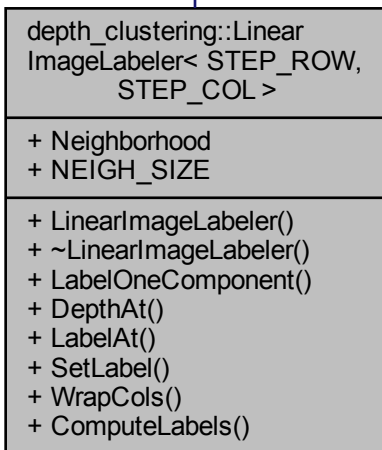 depth_clustering::Linear
ImageLabeler< STEP_ROW,
STEP_COL >
+ Neighborhood
+ NEIGH_SIZE
+ LinearImageLabeler()
+ ~LinearImageLabeler()
+ LabelOneComponent()
+ DepthAt()
+ LabelAt()
+ SetLabel()
+ WrapCols()
+ ComputeLabels()